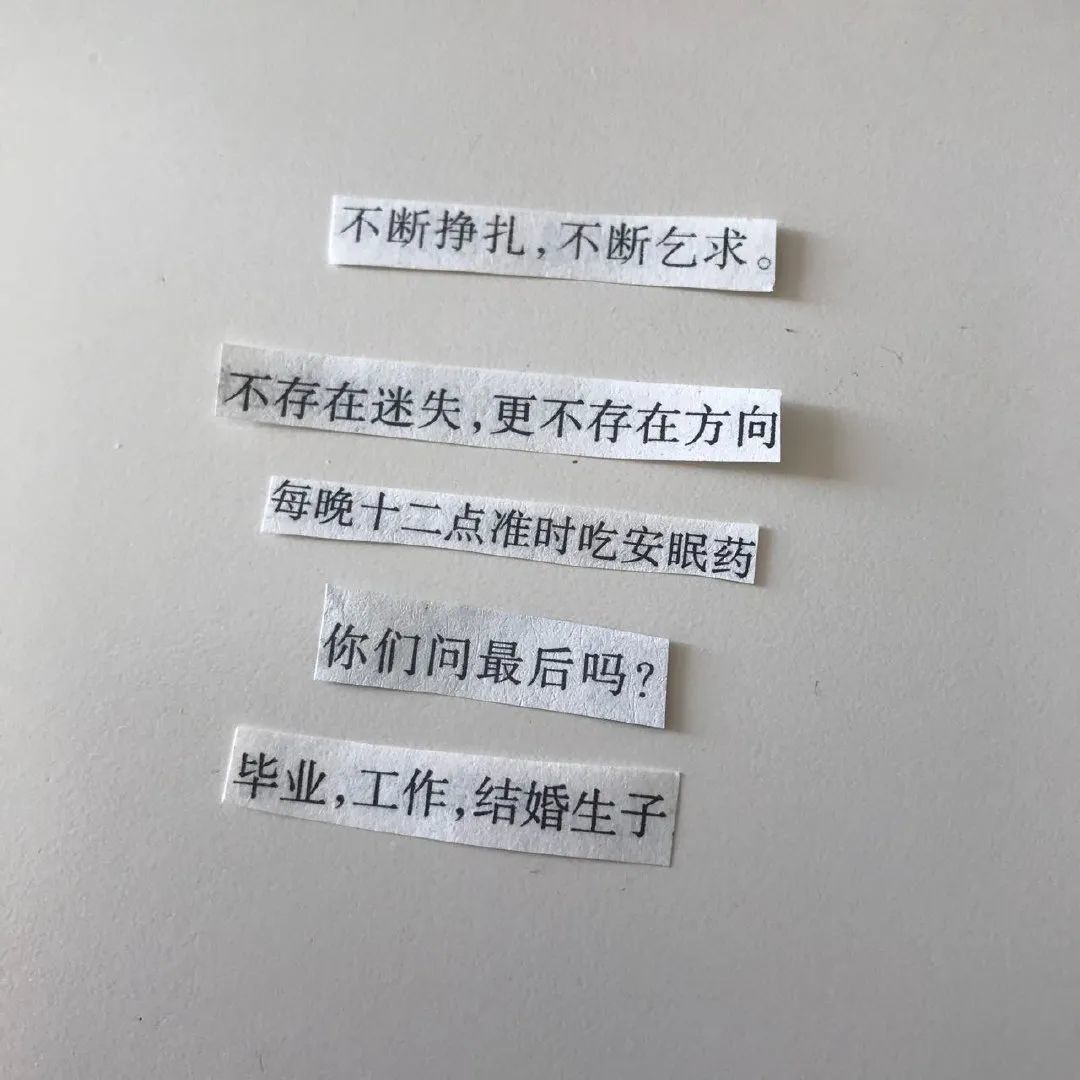 不断挣扎，不断乞求。
不存在迷失，更不存在方向
每晚十二点准时吃安眠药
你们问最后吗？
毕业，工作，结婚生子